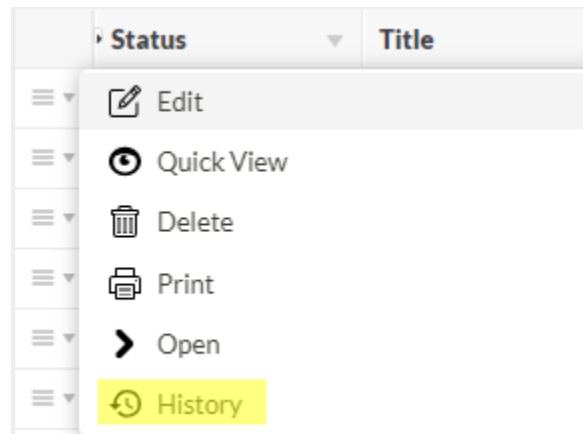 Status Title
Edit
Quick View
Delete
Print
Open
History